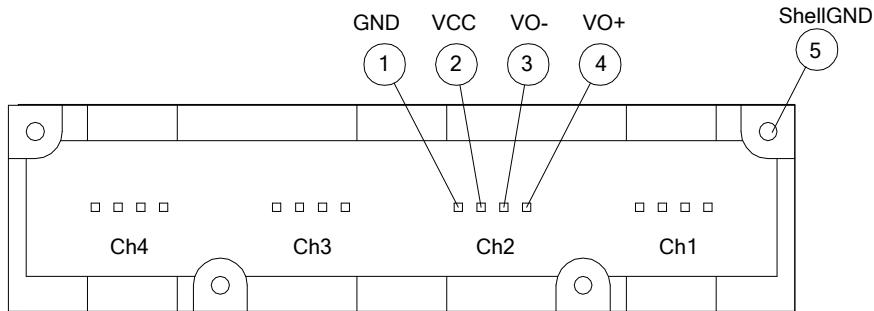 GND VCC VO- VO+ ShellGND
1 2 3 4 5
Ch4 Ch3 Ch2 Ch1